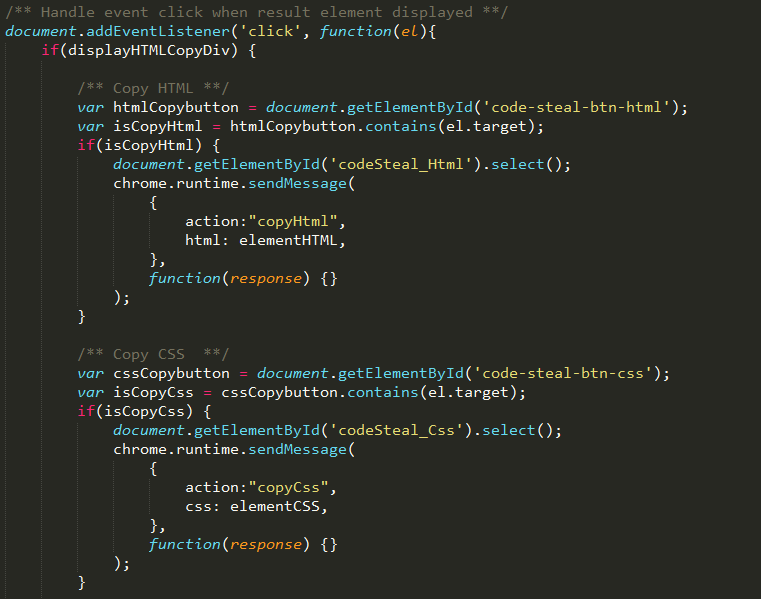 /** Handle event click when result element displayed **/
document.addEventListener('click', function(el){
    if(displayHTMLCopyDiv) {
        /** Copy HTML **/
        var htmlCopybutton = document.getElementById('code-steal-btn-html');
        var isCopyHtml = htmlCopybutton.contains(el.target);
        if(isCopyHtml) {
            document.getElementById('codeSteal_Html').select();
            chrome.runtime.sendMessage(
                {
                    action:"copyHtml",
                    html: elementHTML,
                },
                function(response) {}
            );
        }
        /** Copy CSS  **/
        var cssCopybutton = document.getElementById('code-steal-btn-css');
        var isCopyCss = cssCopybutton.contains(el.target);
        if(isCopyCss) {
            document.getElementById('codeSteal_Css').select();
            chrome.runtime.sendMessage(
                {
                    action:"copyCss",
                    css: elementCSS,
                },
                function(response) {}
            );
        }